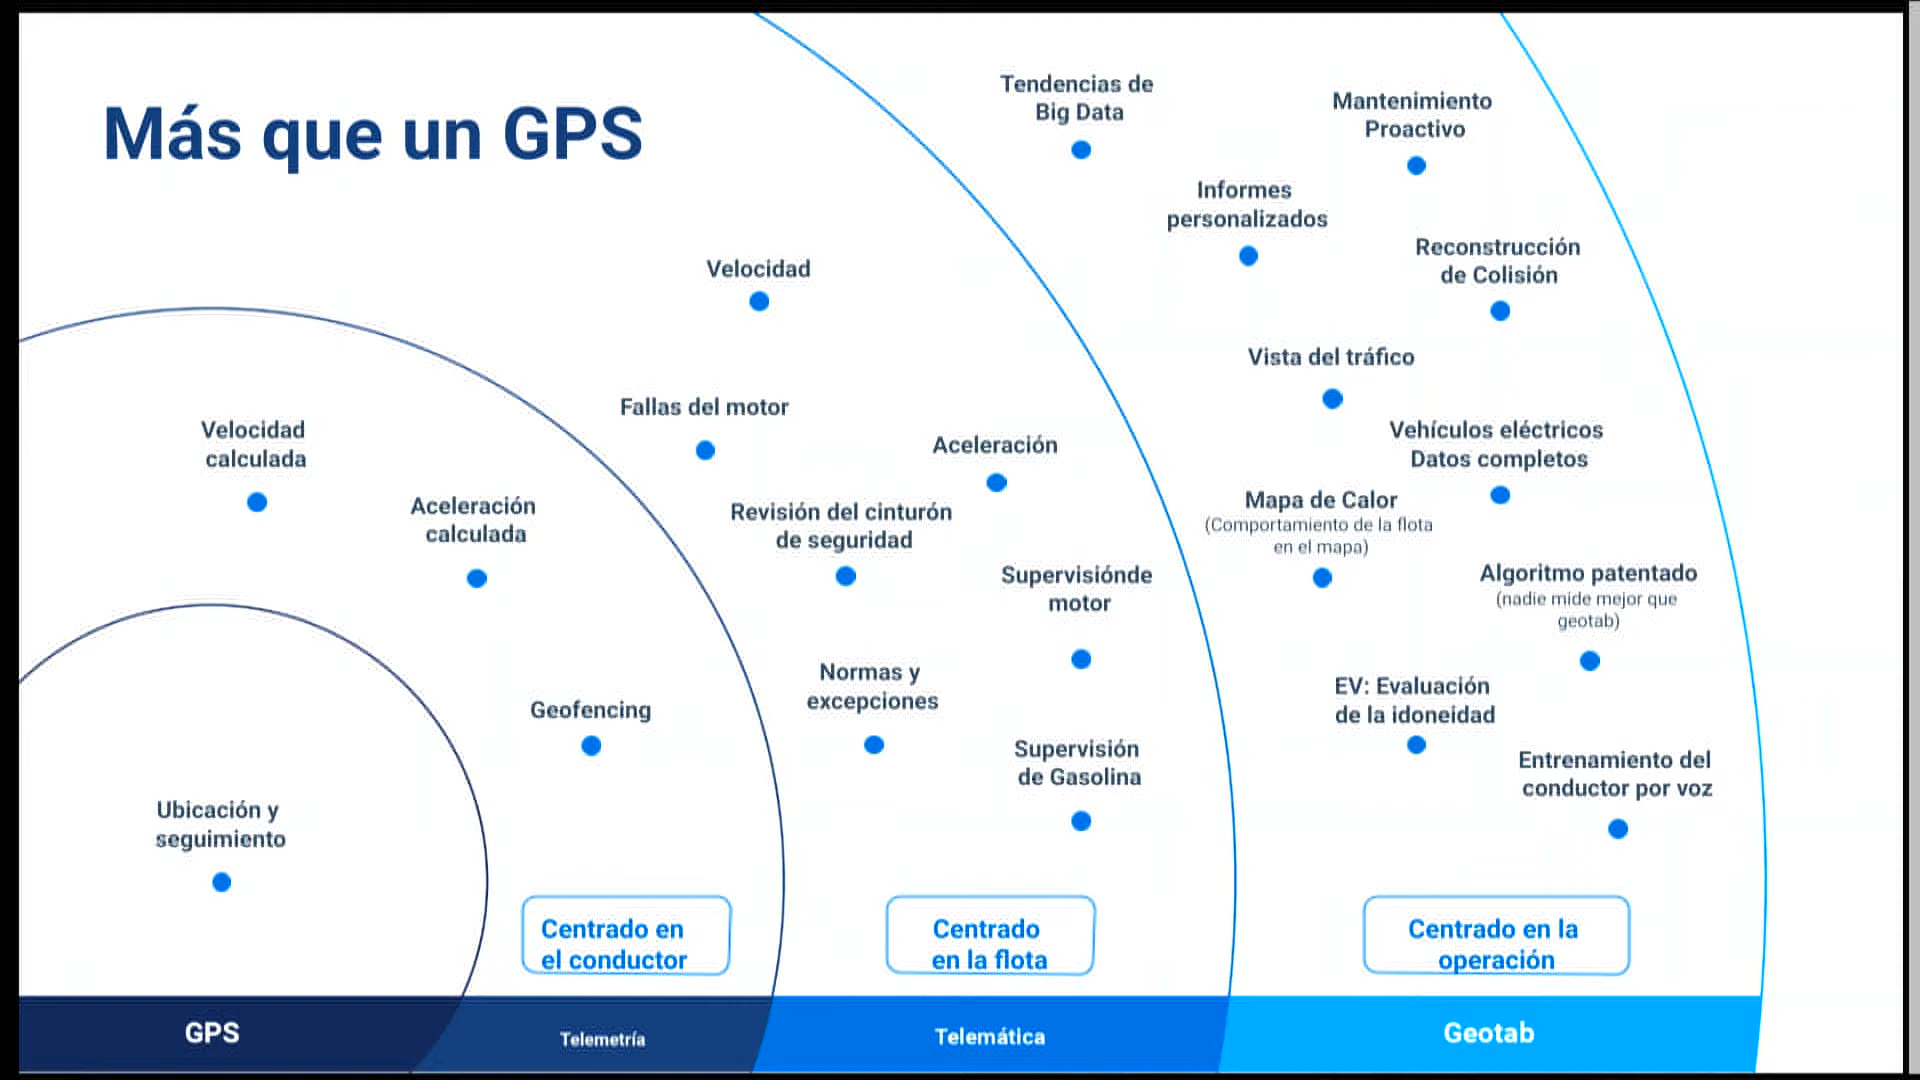 Más que un GPS
Tendencias de
Big Data
Mantenimiento
Proactivo
Informes
personalizados
Reconstrucción
de Colisión
Velocidad
Vista del tráfico
Fallas del motor
Aceleración
Vehículos eléctricos
Datos completos
Velocidad
calculada
Aceleración
calculada
Revisión del cinturón
de seguridad
Mapa de Calor
(Comportamiento de la flota
en el mapa)
Supervisiónde
motor
Algoritmo patentado
(nadie mide mejor que
geotab)
Normas y
excepciones
EV: Evaluación
de la idoneidad
Geofencing
Supervisión
de Gasolina
Entrenamiento del
conductor por voz
Ubicación y
seguimiento
Centrado en
el conductor
Centrado
en la flota
Centrado en la
operación
GPS
Telemetría
Telemática
Geotab